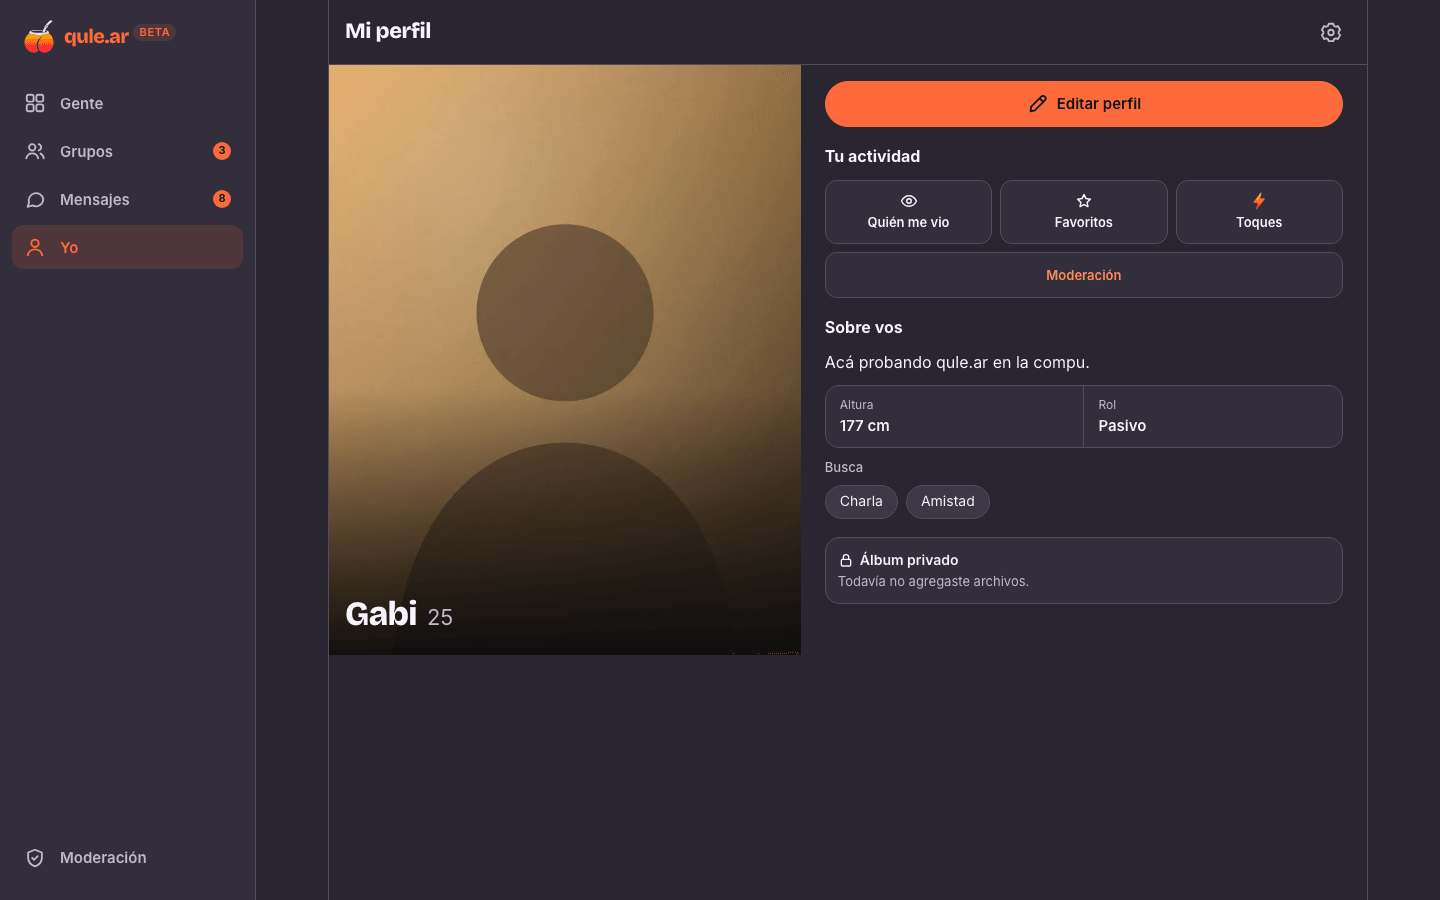 qule.ar BETA
Gente
Grupos 3
Mensajes 8
Yo
Moderación
Mi perfil
Gabi 25
Editar perfil
Tu actividad
Quién me vio
Favoritos
Toques
Moderación
Sobre vos
Acá probando qule.ar en la compu.
Altura
177 cm
Rol
Pasivo
Busca
Charla
Amistad
Álbum privado
Todavía no agregaste archivos.